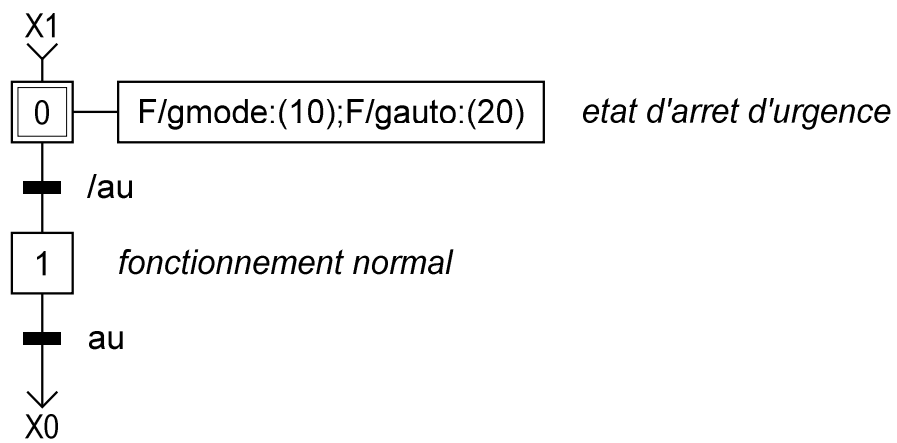 X1
0 F/gmode:(10);F/gauto:(20) etat d'arret d'urgence
/au
1 fonctionnement normal
au
X0